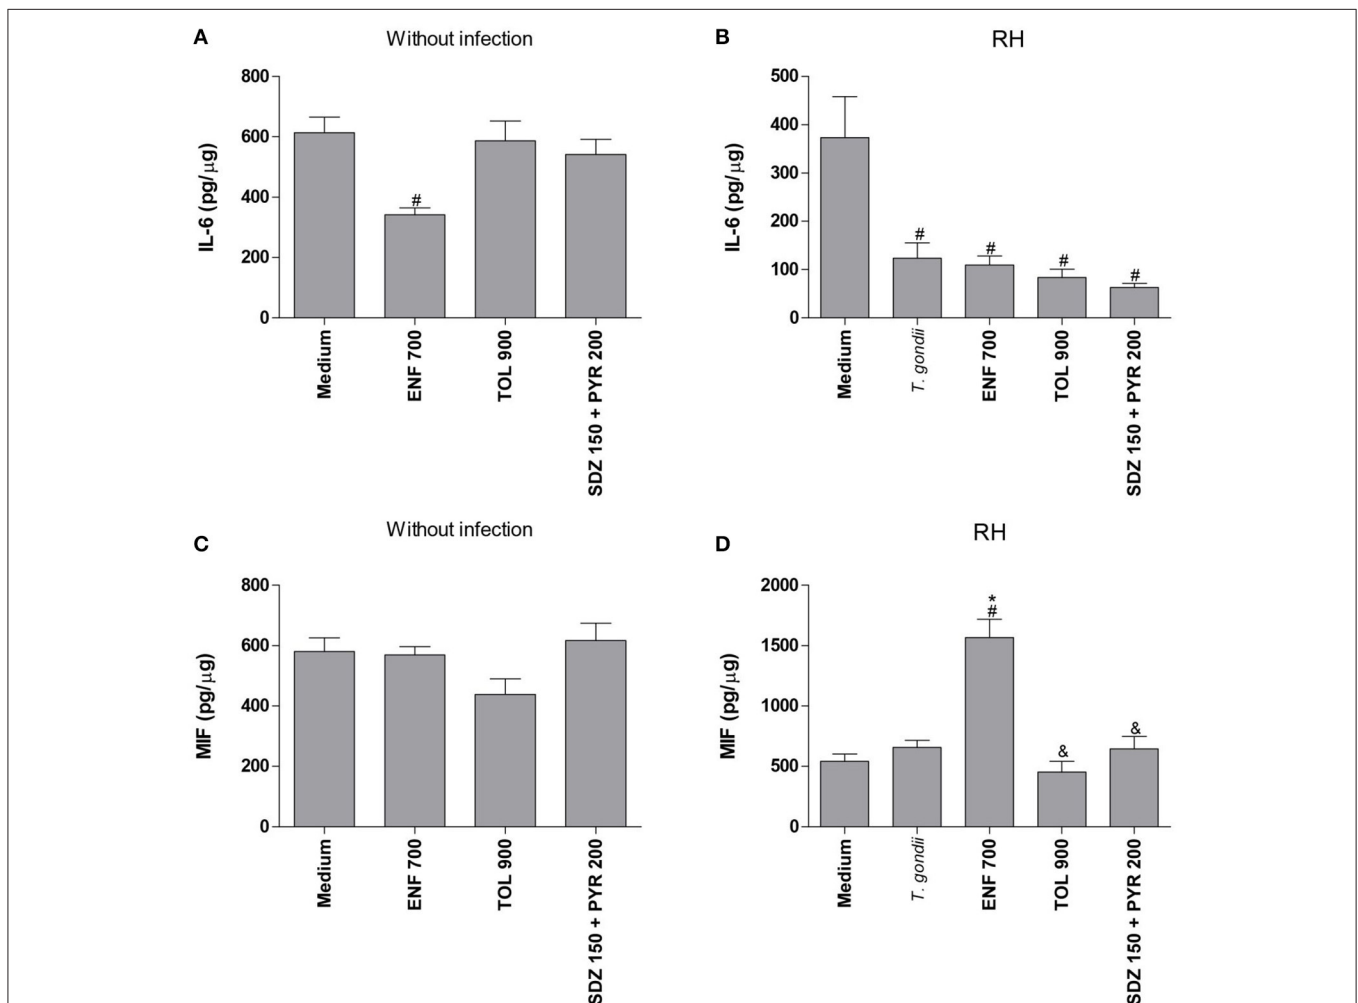 A
Without infection
800
600
400
200
0
IL-6 (pg/µg)
#
Medium
ENF 700
TOL 900
SDZ 150 + PYR 200
B
RH
500
400
300
200
100
0
IL-6 (pg/µg)
#
#
#
#
Medium
T. gondii
ENF 700
TOL 900
SDZ 150 + PYR 200
C
Without infection
800
600
400
200
0
MIF (pg/µg)
Medium
ENF 700
TOL 900
SDZ 150 + PYR 200
D
RH
2000
1500
1000
500
0
MIF (pg/µg)
*
#
&
&
Medium
T. gondii
ENF 700
TOL 900
SDZ 150 + PYR 200